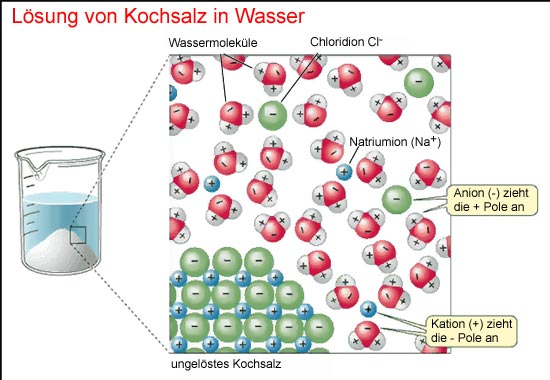 Lösung von Kochsalz in Wasser
Wassermoleküle
Chloridion Cl⁻
Natriumion (Na⁺)
Anion (-) zieht
die + Pole an
Kation (+) zieht
die - Pole an
ungelöstes Kochsalz